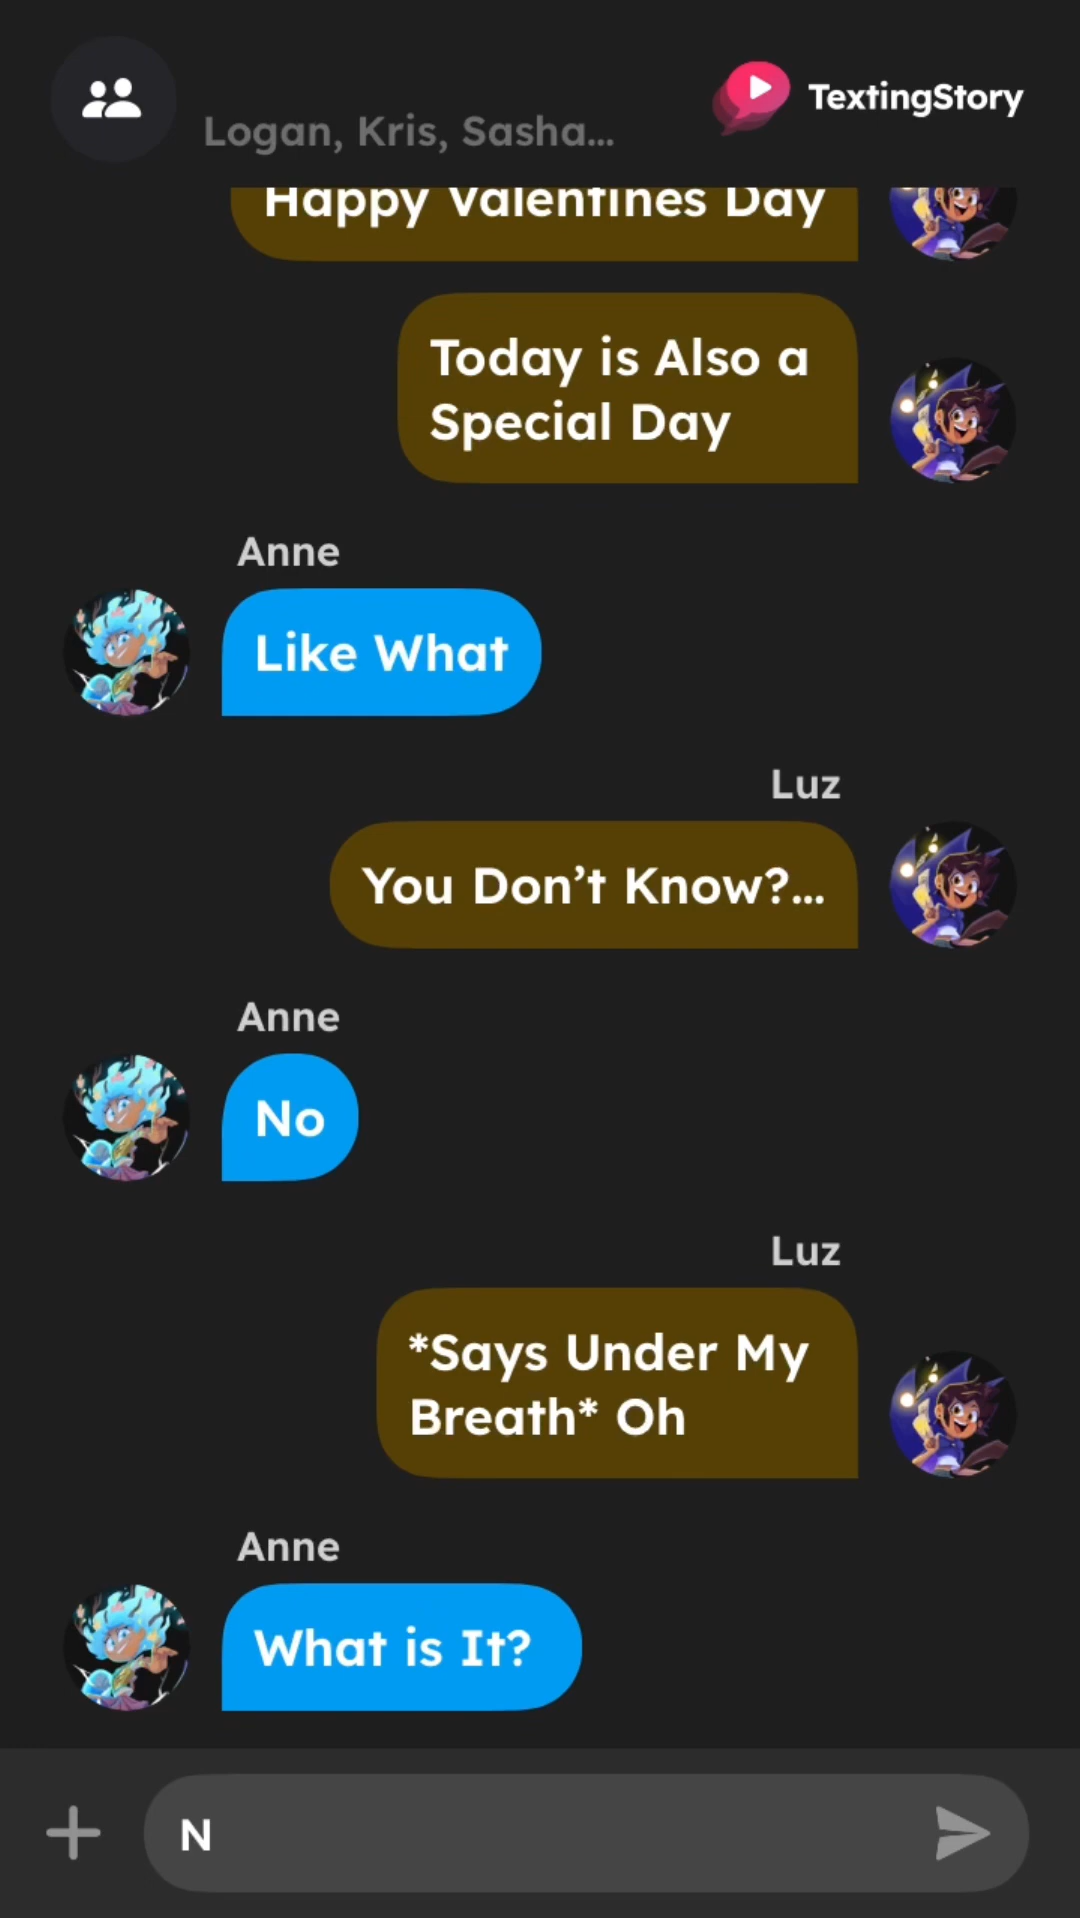 TextingStory
Logan, Kris, Sasha...
Happy Valentines Day
Today is Also a
Special Day
Anne
Like What
Luz
You Don’t Know?...
Anne
No
Luz
*Says Under My
Breath* Oh
Anne
What is It?
N